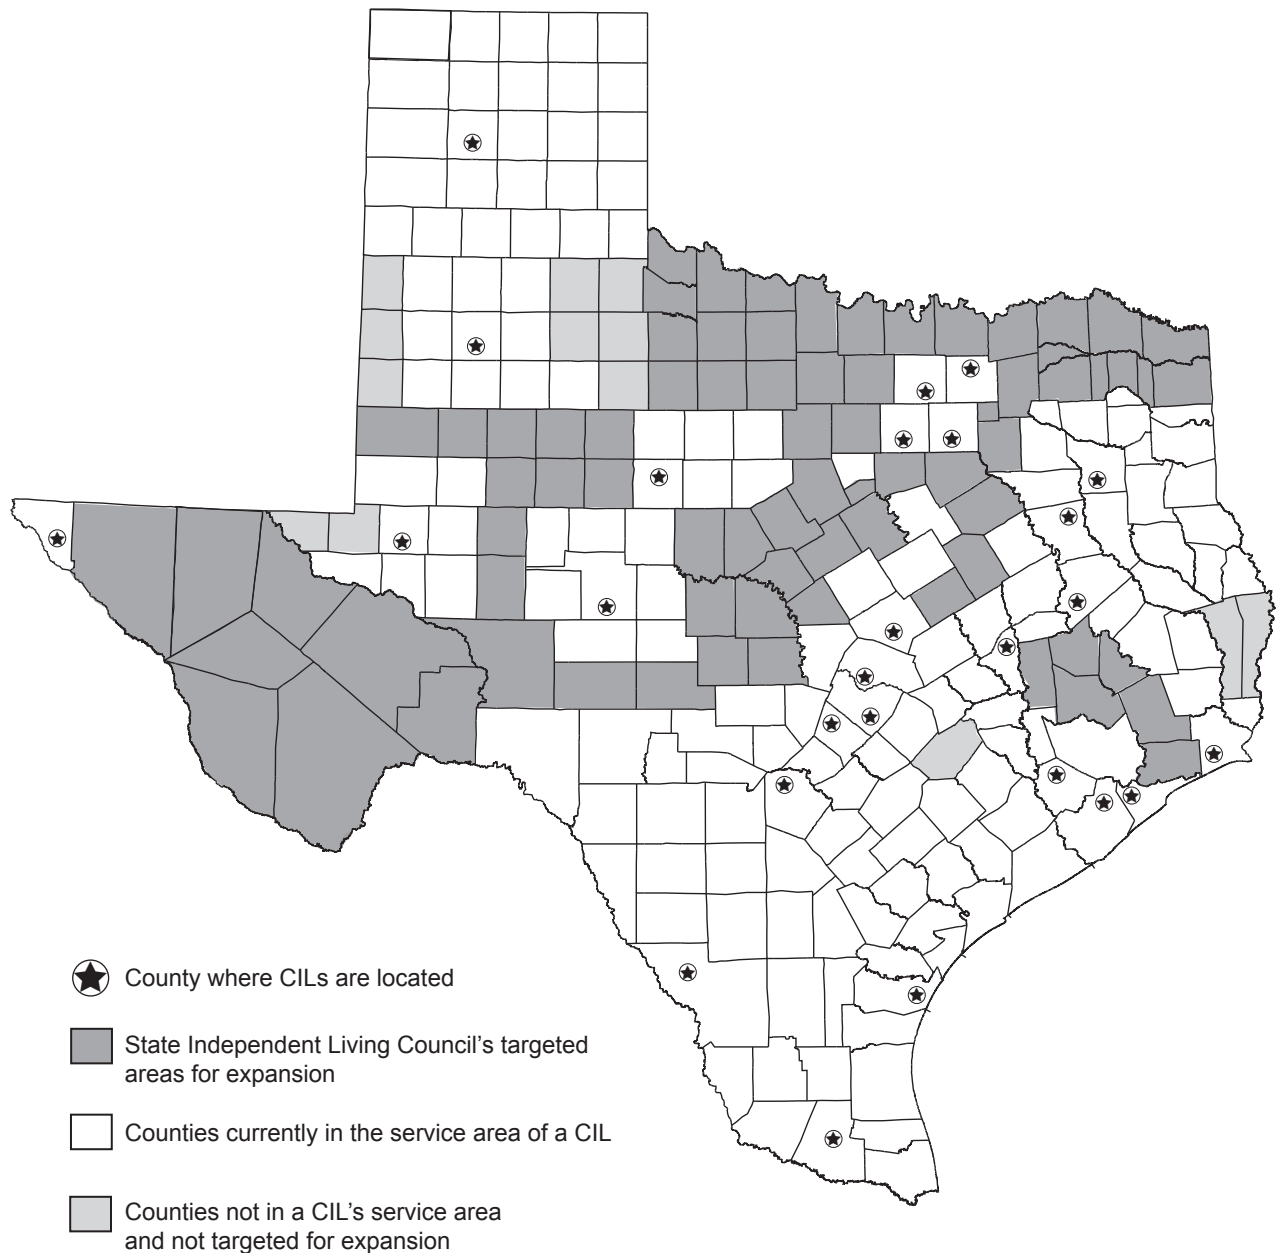 County where CILs are located
State Independent Living Council’s targeted
areas for expansion
Counties currently in the service area of a CIL
Counties not in a CIL’s service area
and not targeted for expansion